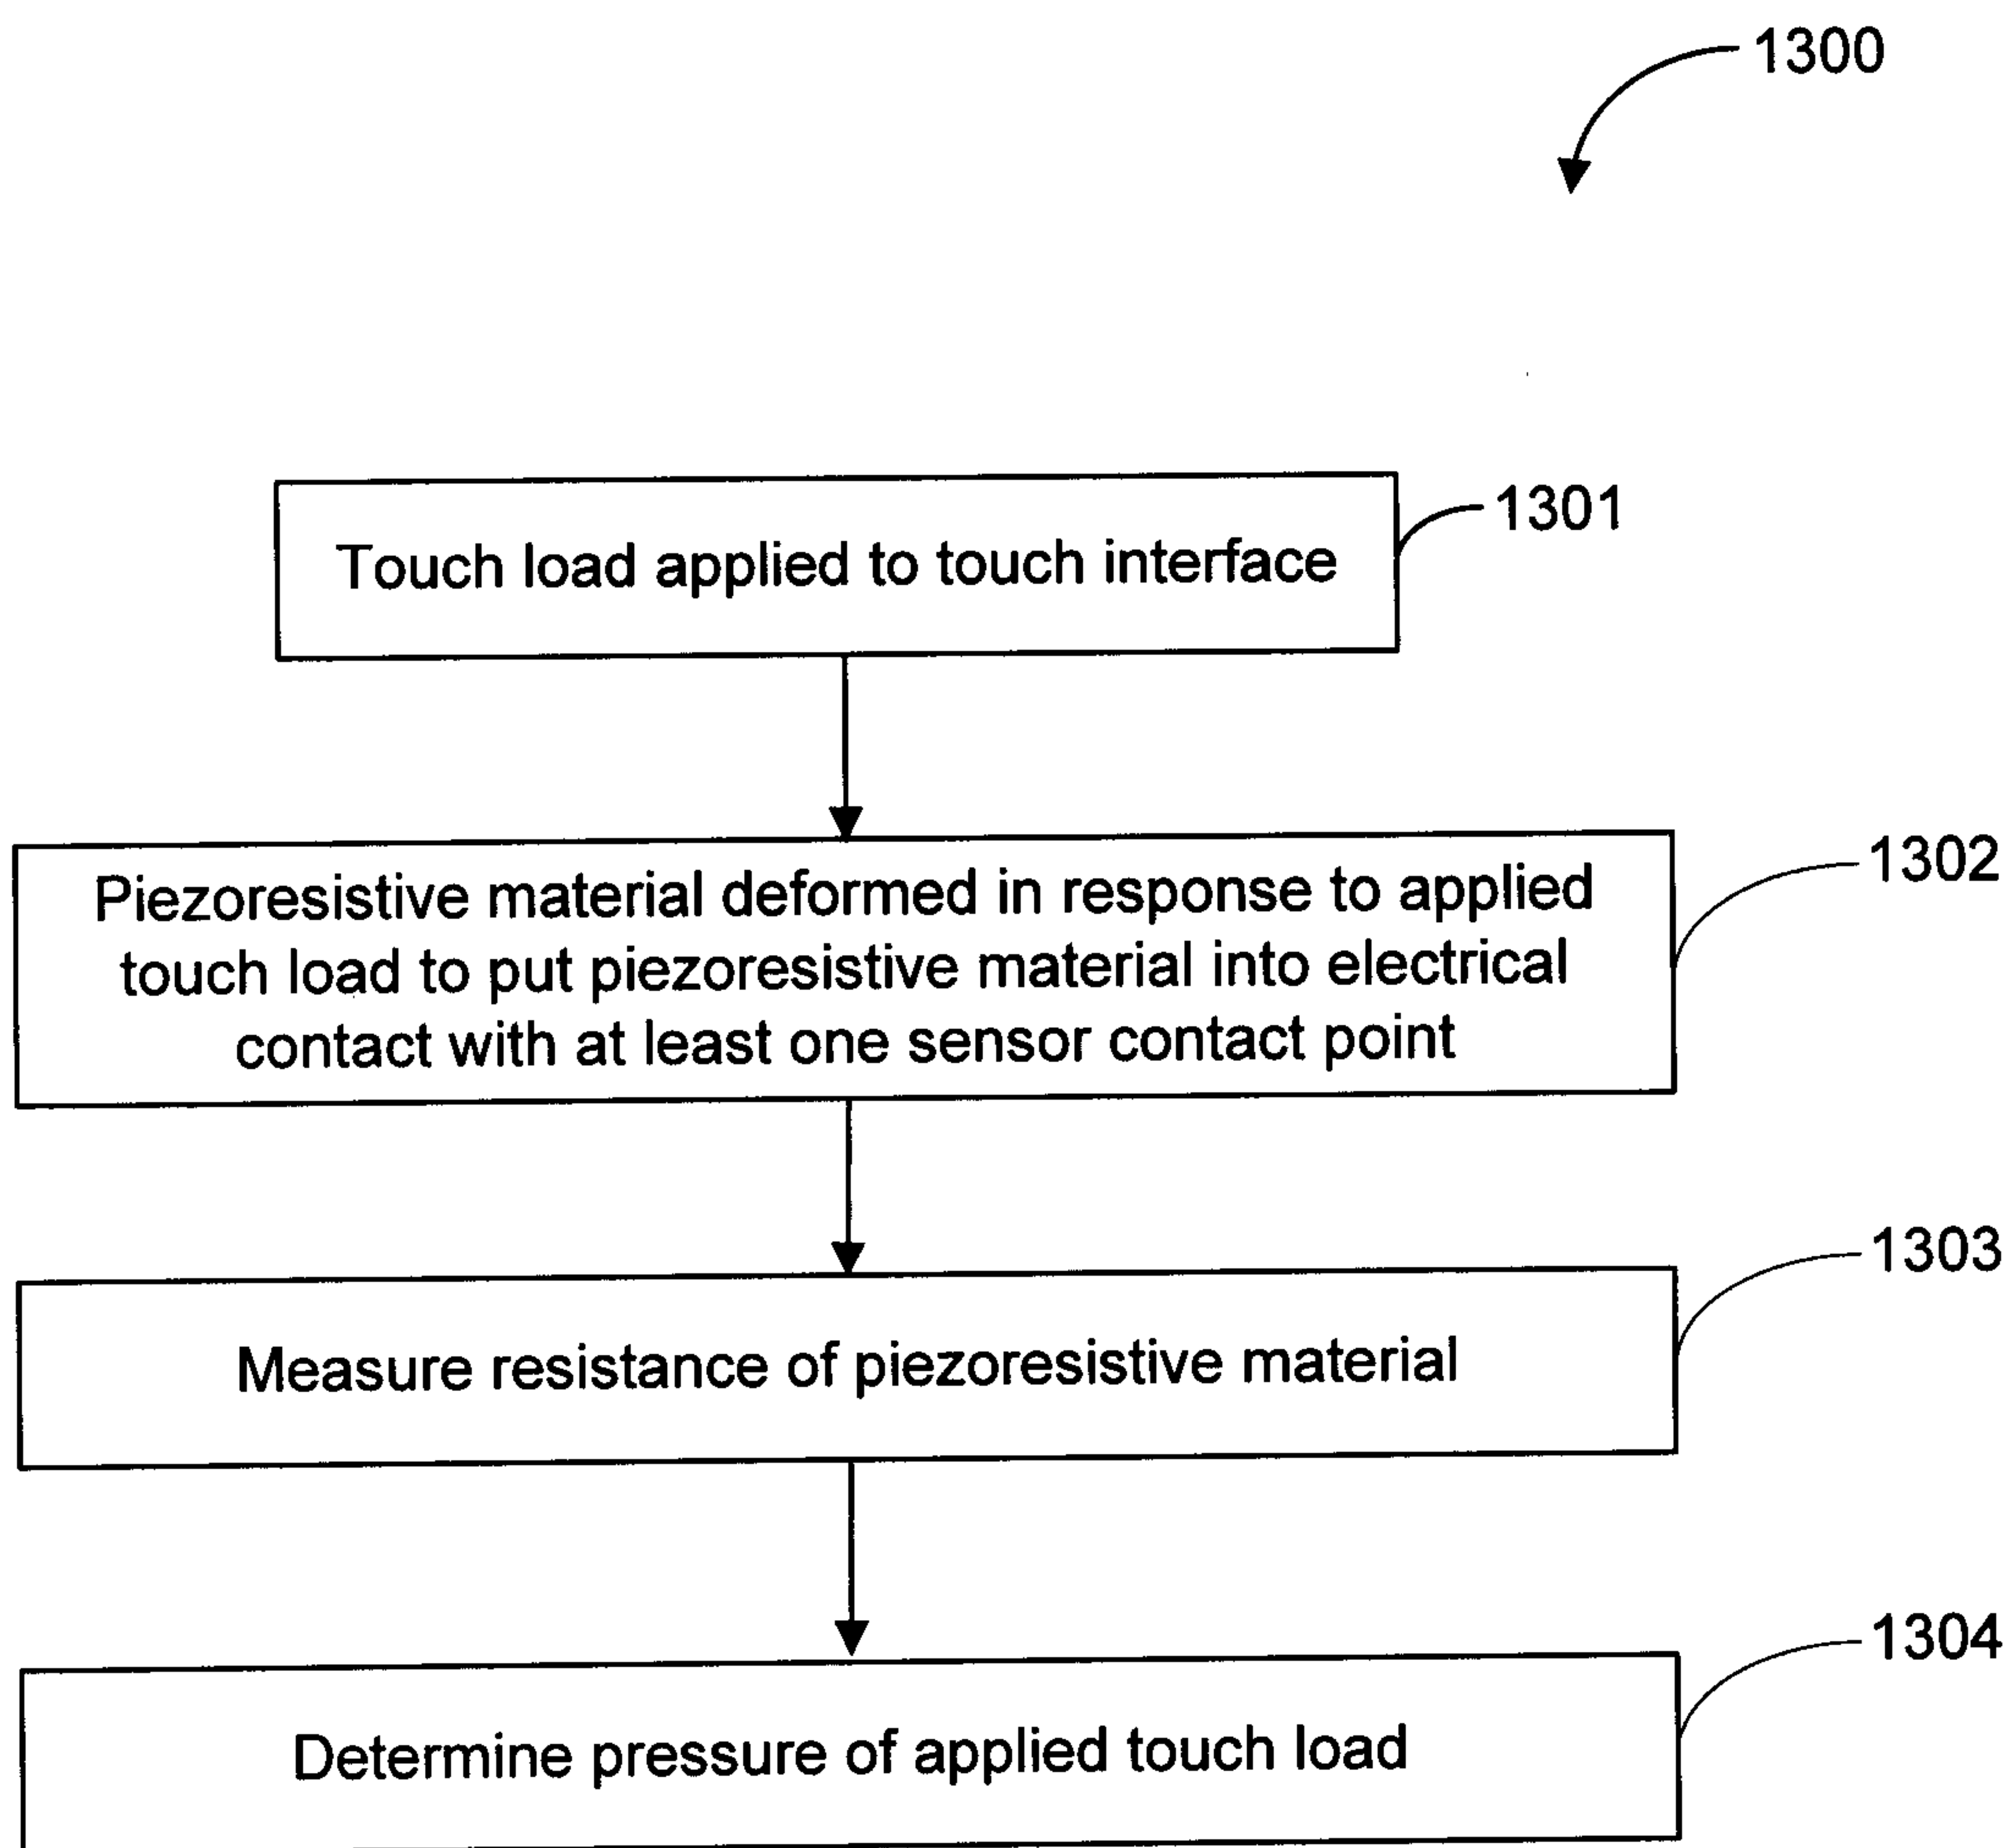 1300
Touch load applied to touch interface
1301
Piezoresistive material deformed in response to applied
touch load to put piezoresistive material into electrical
contact with at least one sensor contact point
1302
Measure resistance of piezoresistive material
1303
Determine pressure of applied touch load
1304